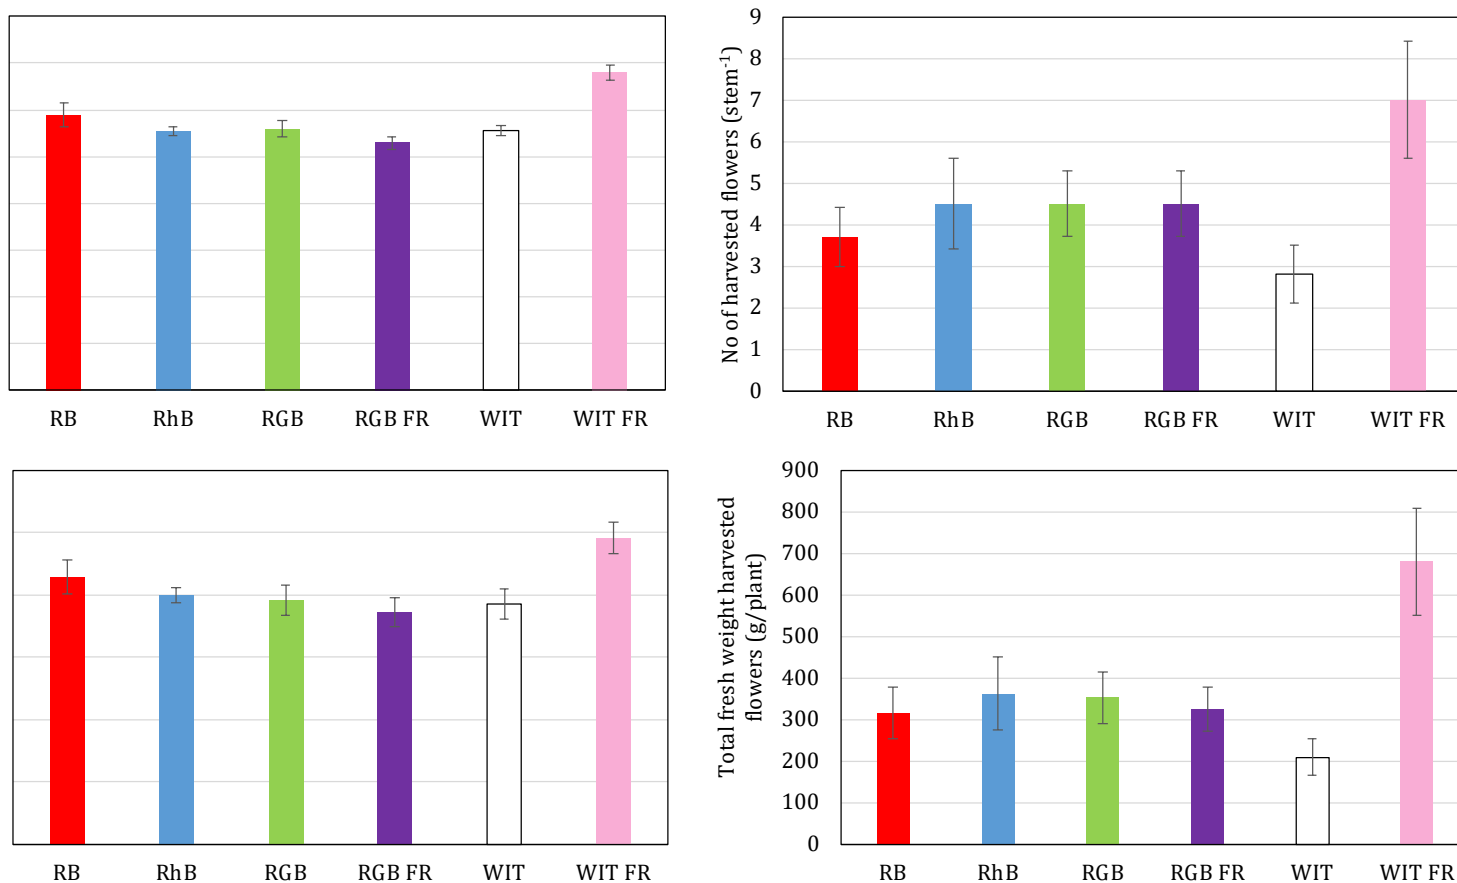 RB RhB RGB RGB FR WIT WIT FR
No of harvested flowers (stem⁻¹)
9
8
7
6
5
4
3
2
1
0
RB RhB RGB RGB FR WIT WIT FR
RB RhB RGB RGB FR WIT WIT FR
Total fresh weight harvested
flowers (g/plant)
900
800
700
600
500
400
300
200
100
0
RB RhB RGB RGB FR WIT WIT FR